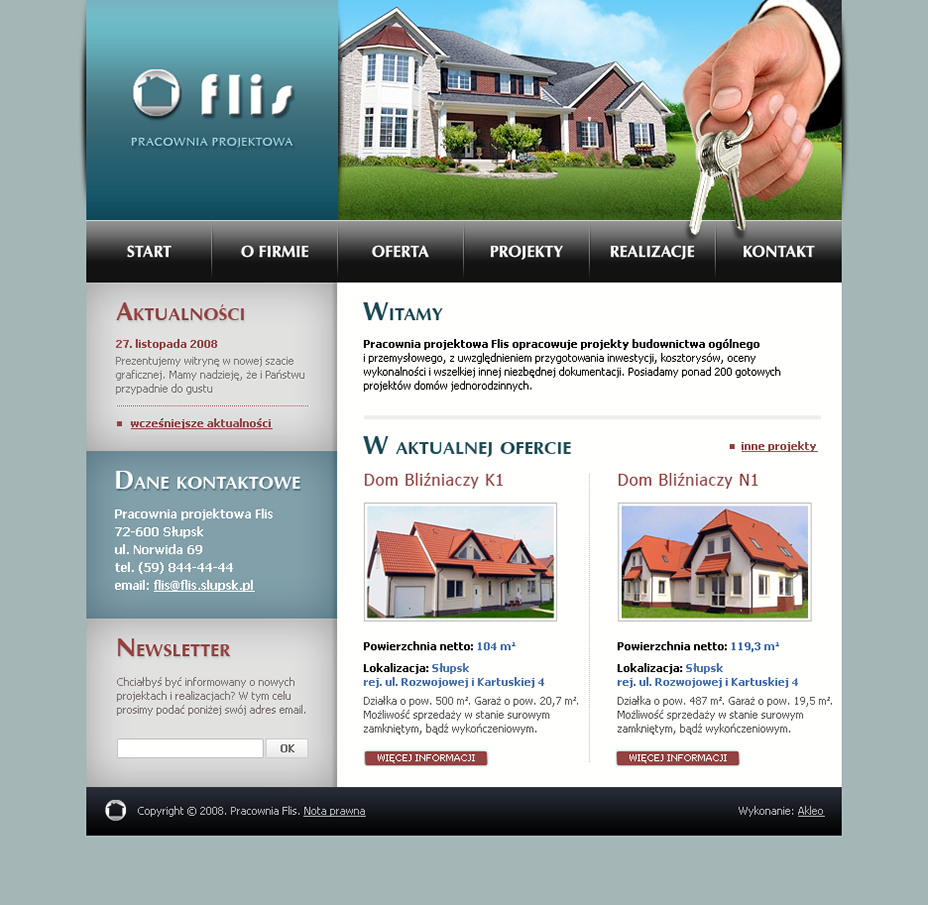 flis
PRACOWNIA PROJEKTOWA
START
O FIRMIE
OFERTA
PROJEKTY
REALIZACJE
KONTAKT
AKTUALNOŚCI
27. listopada 2008
Prezentujemy witrynę w nowej szacie
graficznej. Mamy nadzieję, że i Państwu
przypadnie do gustu
wcześniejsze aktualności
DANE KONTAKTOWE
Pracownia projektowa Flis
72-600 Słupsk
ul. Norwida 69
tel. (59) 844-44-44
email: flis@flis.slupsk.pl
NEWSLETTER
Chciałbyś być informowany o nowych
projektach i realizacjach? W tym celu
prosimy podać poniżej swój adres email.
OK
WITAMY
Pracownia projektowa Flis opracowuje projekty budownictwa ogólnego
i przemysłowego, z uwzględnieniem przygotowania inwestycji, kosztorysów, oceny
wykonalności i wszelkiej innej niezbędnej dokumentacji. Posiadamy ponad 200 gotowych
projektów domów jednorodzinnych.
W AKTUALNEJ OFERCIE
inne projekty
Dom Bliźniaczy K1
Powierzchnia netto: 104 m²
Lokalizacja: Słupsk
rej. ul. Rozwojowej i Kartuskiej 4
Działka o pow. 500 m². Garaż o pow. 20,7 m².
Możliwość sprzedaży w stanie surowym
zamkniętym, bądź wykończeniowym.
WIĘCEJ INFORMACJI
Dom Bliźniaczy N1
Powierzchnia netto: 119,3 m²
Lokalizacja: Słupsk
rej. ul. Rozwojowej i Kartuskiej 4
Działka o pow. 487 m². Garaż o pow. 19,5 m².
Możliwość sprzedaży w stanie surowym
zamkniętym, bądź wykończeniowym.
WIĘCEJ INFORMACJI
Copyright © 2008. Pracownia Flis. Nota prawna
Wykonanie: Akleo